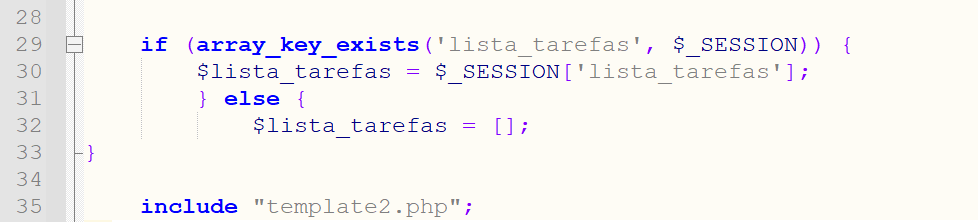 28
29 if (array_key_exists('lista_tarefas', $_SESSION)) {
30 $lista_tarefas = $_SESSION['lista_tarefas'];
31 } else {
32 $lista_tarefas = [];
33 }
34
35 include "template2.php";